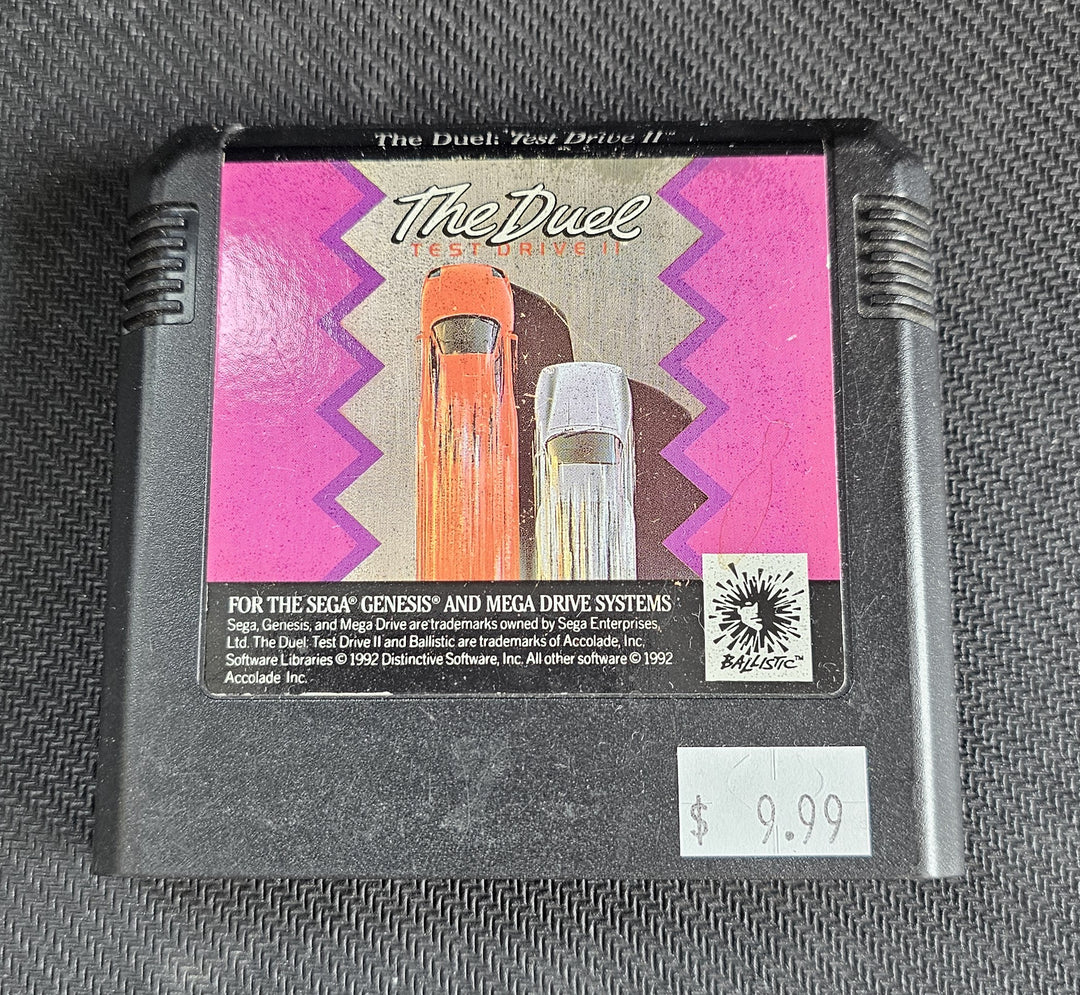 The Duel: Test Drive II™
The Duel
TEST DRIVE II
FOR THE SEGA® GENESIS® AND MEGA DRIVE SYSTEMS
Sega, Genesis, and Mega Drive are trademarks owned by Sega Enterprises,
Ltd. The Duel: Test Drive II and Ballistic are trademarks of Accolade, Inc.
Software Libraries © 1992 Distinctive Software, Inc. All other software © 1992
Accolade Inc.
BALLISTIC™
$ 9.99